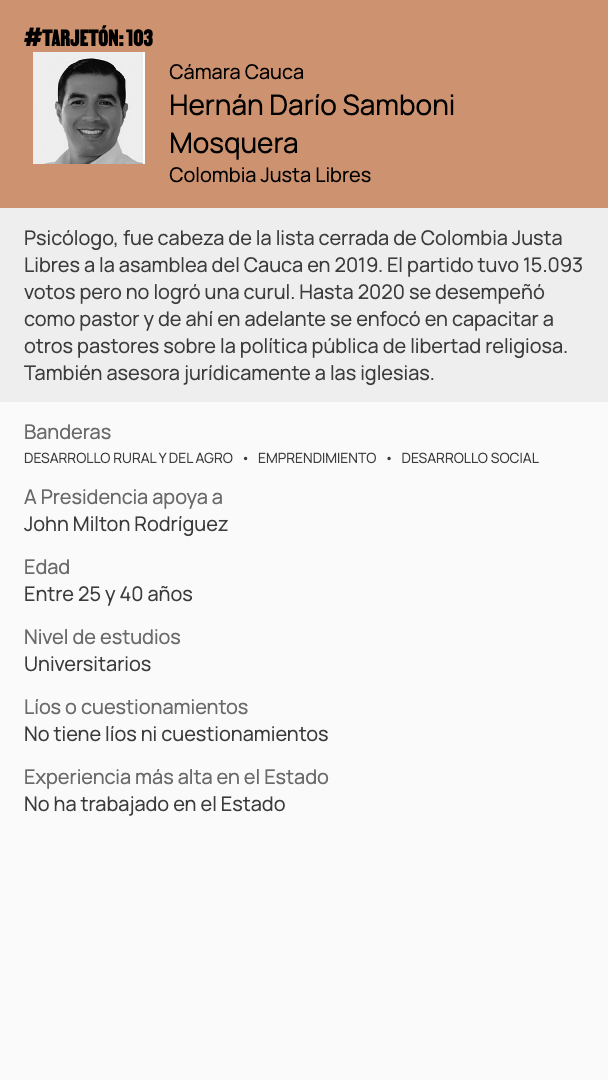 #TARJETÓN: 103
Cámara Cauca
Hernán Darío Samboni
Mosquera
Colombia Justa Libres
Psicólogo, fue cabeza de la lista cerrada de Colombia Justa
Libres a la asamblea del Cauca en 2019. El partido tuvo 15.093
votos pero no logró una curul. Hasta 2020 se desempeñó
como pastor y de ahí en adelante se enfocó en capacitar a
otros pastores sobre la política pública de libertad religiosa.
También asesora jurídicamente a las iglesias.
Banderas
DESARROLLO RURAL Y DEL AGRO • EMPRENDIMIENTO • DESARROLLO SOCIAL
A Presidencia apoya a
John Milton Rodríguez
Edad
Entre 25 y 40 años
Nivel de estudios
Universitarios
Líos o cuestionamientos
No tiene líos ni cuestionamientos
Experiencia más alta en el Estado
No ha trabajado en el Estado